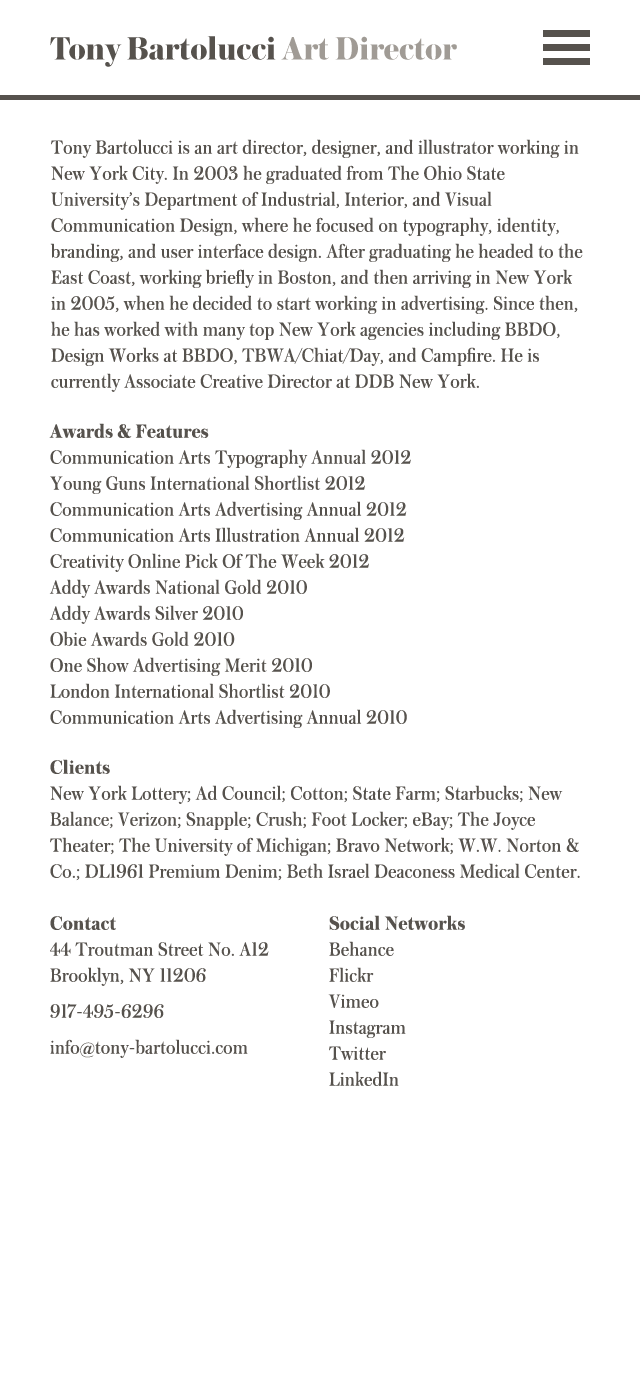 Tony Bartolucci Art Director
Tony Bartolucci is an art director, designer, and illustrator working in
New York City. In 2003 he graduated from The Ohio State
University’s Department of Industrial, Interior, and Visual
Communication Design, where he focused on typography, identity,
branding, and user interface design. After graduating he headed to the
East Coast, working briefly in Boston, and then arriving in New York
in 2005, when he decided to start working in advertising. Since then,
he has worked with many top New York agencies including BBDO,
Design Works at BBDO, TBWA/Chiat/Day, and Campfire. He is
currently Associate Creative Director at DDB New York.
Awards & Features
Communication Arts Typography Annual 2012
Young Guns International Shortlist 2012
Communication Arts Advertising Annual 2012
Communication Arts Illustration Annual 2012
Creativity Online Pick Of The Week 2012
Addy Awards National Gold 2010
Addy Awards Silver 2010
Obie Awards Gold 2010
One Show Advertising Merit 2010
London International Shortlist 2010
Communication Arts Advertising Annual 2010
Clients
New York Lottery; Ad Council; Cotton; State Farm; Starbucks; New
Balance; Verizon; Snapple; Crush; Foot Locker; eBay; The Joyce
Theater; The University of Michigan; Bravo Network; W.W. Norton &
Co.; DL1961 Premium Denim; Beth Israel Deaconess Medical Center.
Contact
44 Troutman Street No. A12
Brooklyn, NY 11206
917-495-6296
info@tony-bartolucci.com
Social Networks
Behance
Flickr
Vimeo
Instagram
Twitter
LinkedIn